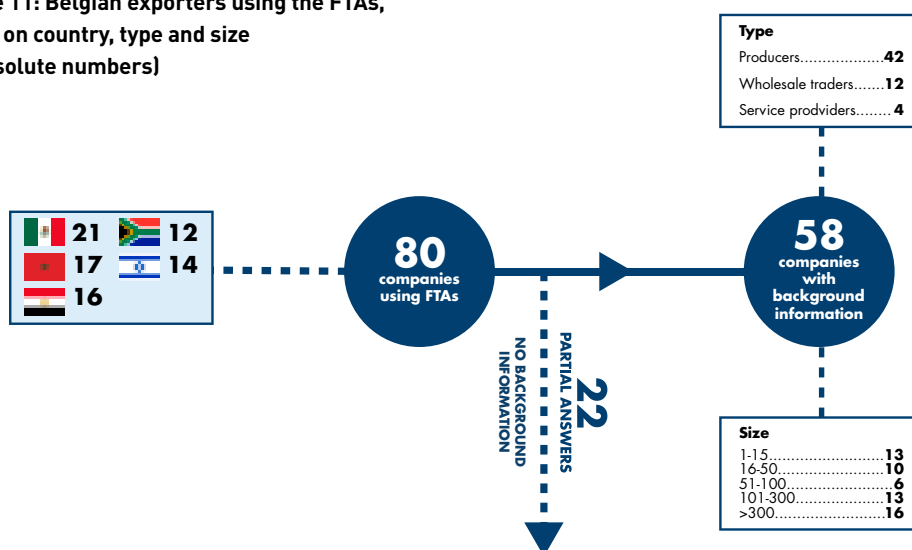 e 11: Belgian exporters using the FTAs,
on country, type and size
solute numbers)
Type
Producers..................42
Wholesale traders.......12
Service prodviders........ 4
21 12
17 14
16
80
companies
using FTAs
58
companies
with
background
information
22
PARTIAL ANSWERS
NO BACKGROUND
INFORMATION
Size
1-15.........................13
16-50.......................10
51-100.......................6
101-300....................13
>300........................16